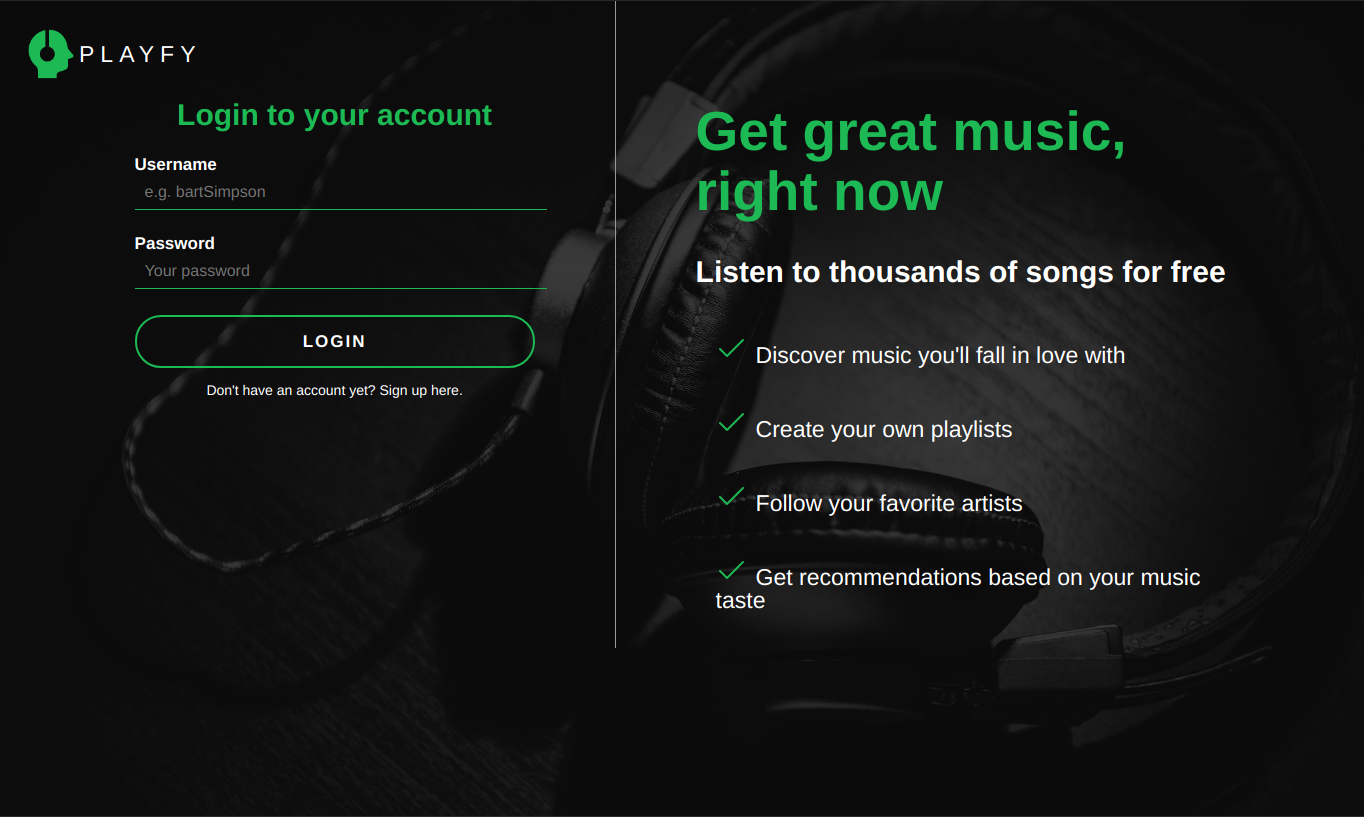 PLAYFY
Login to your account
Username
e.g. bartSimpson
Password
Your password
LOGIN
Don't have an account yet? Sign up here.
Get great music,
right now
Listen to thousands of songs for free
Discover music you'll fall in love with
Create your own playlists
Follow your favorite artists
Get recommendations based on your music
taste